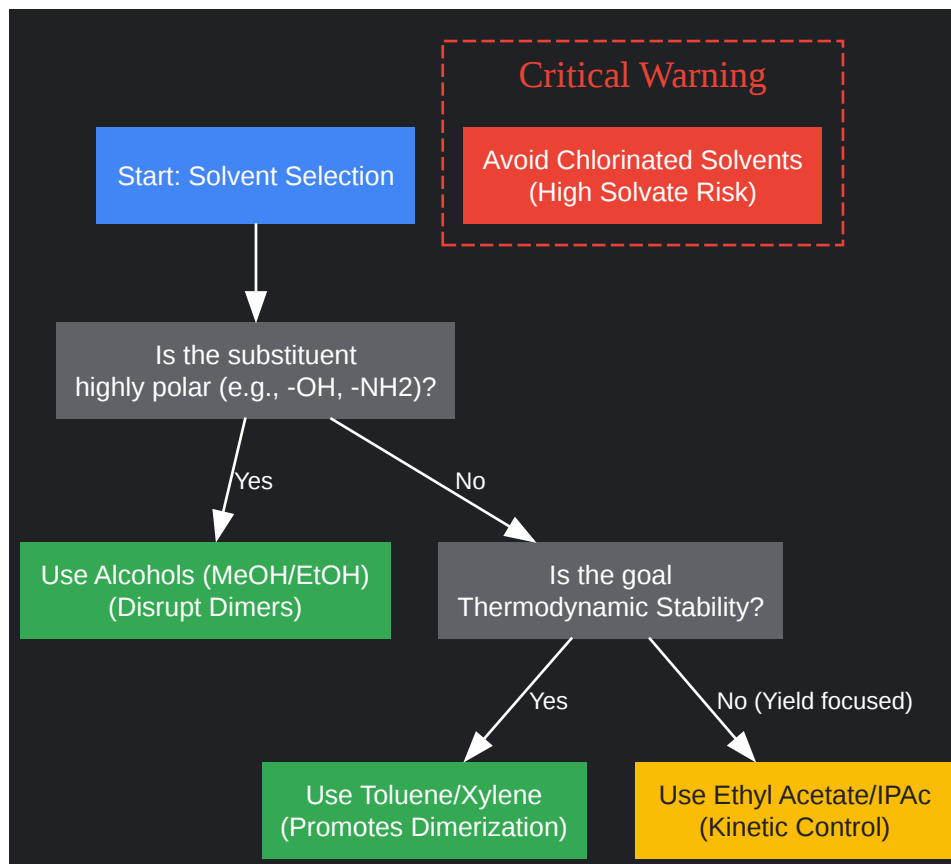 Critical Warning
Start: Solvent Selection
Avoid Chlorinated Solvents
(High Solvate Risk)
Is the substituent
highly polar (e.g., -OH, -NH2)?
Yes
No
Use Alcohols (MeOH/EtOH)
(Disrupt Dimers)
Is the goal
Thermodynamic Stability?
Yes
No (Yield focused)
Use Toluene/Xylene
(Promotes Dimerization)
Use Ethyl Acetate/IPAc
(Kinetic Control)